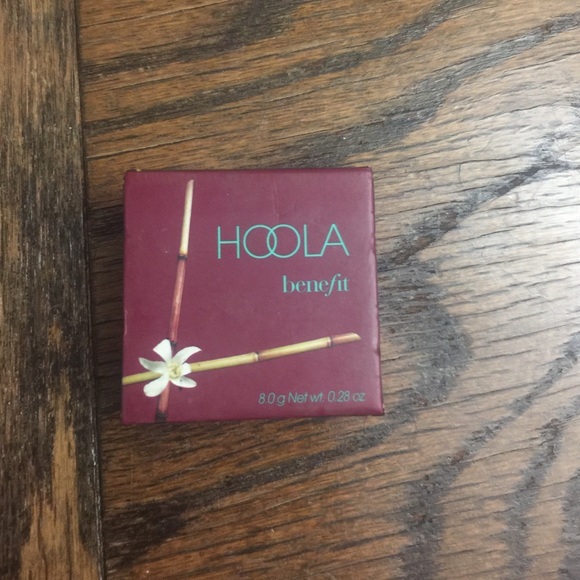 HOOLA
benefit
8.0 g Net wt. 0.28 oz